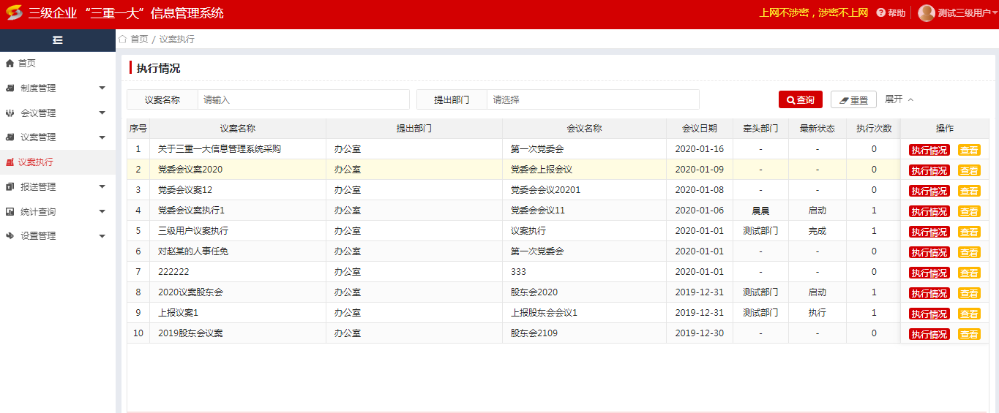 三级企业“三重一大”信息管理系统
上网不涉密，涉密不上网 帮助 测试三级用户
首页 / 议案执行
首页
制度管理
会议管理
议案管理
议案执行
报送管理
统计查询
设置管理
执行情况
议案名称 请输入 提出部门 请选择 查询 重置 展开
序号 议案名称 提出部门 会议名称 会议日期 牵头部门 最新状态 执行次数 操作
1 关于三重一大信息管理系统采购 办公室 第一次党委会 2020-01-16 - - 0 执行情况 查看
2 党委会议案2020 办公室 党委会上报会议 2020-01-09 - - 0 执行情况 查看
3 党委会议案12 办公室 党委会会议20201 2020-01-08 - - 0 执行情况 查看
4 党委会议案执行1 办公室 党委会会议11 2020-01-06 晨晨 启动 1 执行情况 查看
5 三级用户议案执行 办公室 议案执行 2020-01-01 测试部门 完成 1 执行情况 查看
6 对赵某的人事任免 办公室 第一次党委会 2020-01-01 - - 0 执行情况 查看
7 222222 办公室 333 2020-01-01 - - 0 执行情况 查看
8 2020议案股东会 办公室 股东会2020 2019-12-31 测试部门 启动 1 执行情况 查看
9 上报议案1 办公室 上报股东会会议1 2019-12-31 测试部门 执行 1 执行情况 查看
10 2019股东会议案 办公室 股东会2109 2019-12-30 - - 0 执行情况 查看